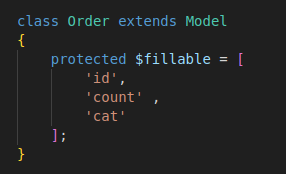 class Order extends Model
{
    protected $fillable = [
        'id',
        'count' ,
        'cat'
    ];
}